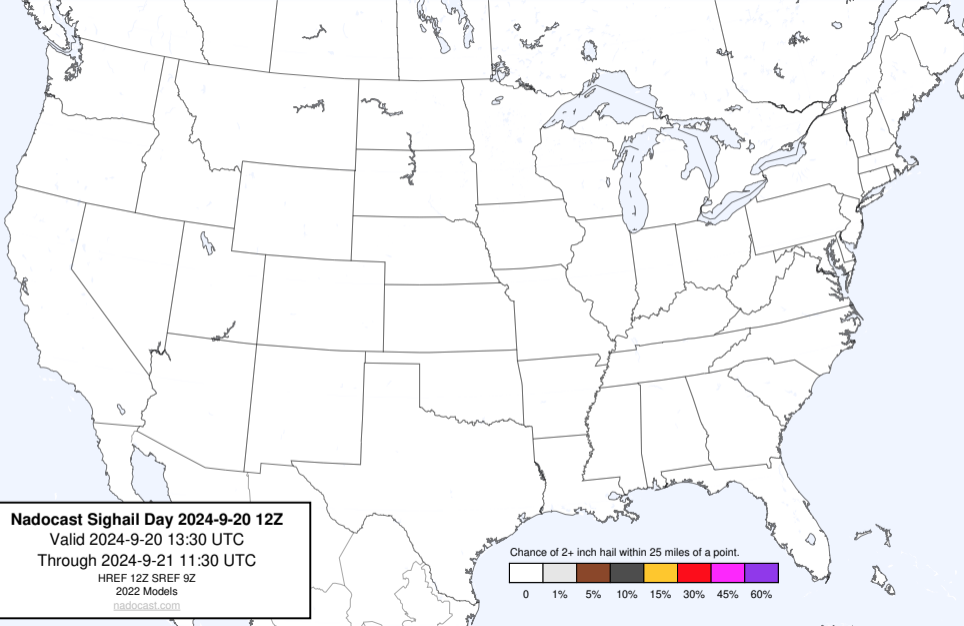 Nadocast Sighail Day 2024-9-20 12Z
Valid 2024-9-20 13:30 UTC
Through 2024-9-21 11:30 UTC
HREF 12Z SREF 9Z
2022 Models
nadocast.com
Chance of 2+ inch hail within 25 miles of a point.
0 1% 5% 10% 15% 30% 45% 60%